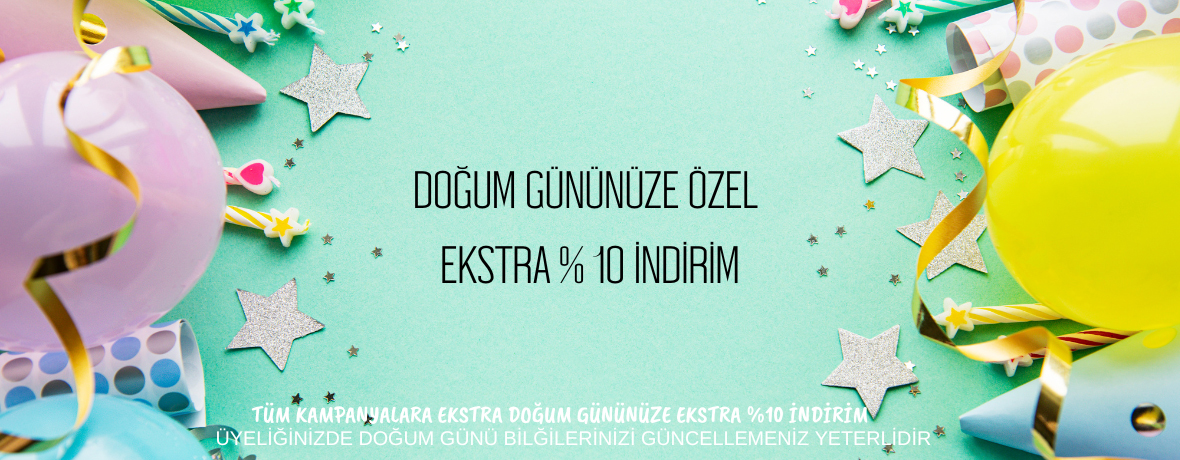 DOĞUM GÜNÜNÜZE ÖZEL
EKSTRA % 10 İNDİRİM
TÜM KAMPANYALARA EKSTRA DOĞUM GÜNÜNÜZE EKSTRA %10 İNDİRİM
ÜYELİĞİNİZDE DOĞUM GÜNÜ BİLĞİLERİNİZİ GÜNCELLEMENİZ YETERLİDİR